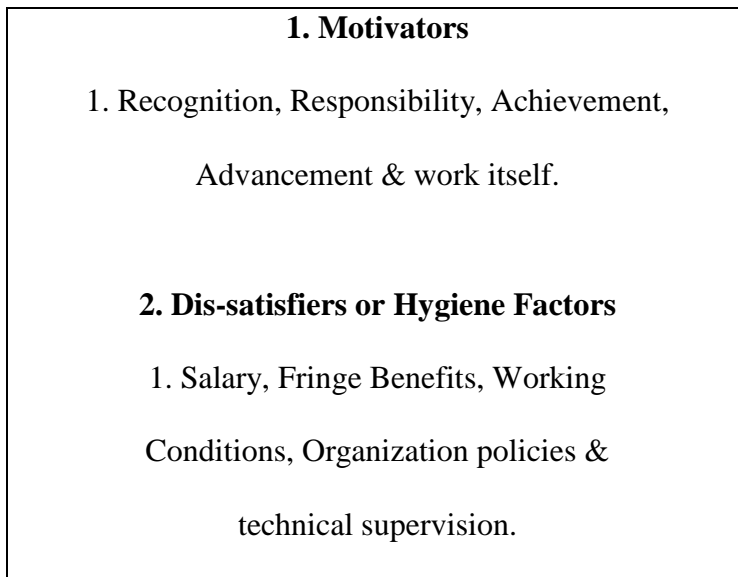 1. Motivators
1. Recognition, Responsibility, Achievement,
Advancement & work itself.
2. Dis-satisfiers or Hygiene Factors
1. Salary, Fringe Benefits, Working
Conditions, Organization policies &
technical supervision.